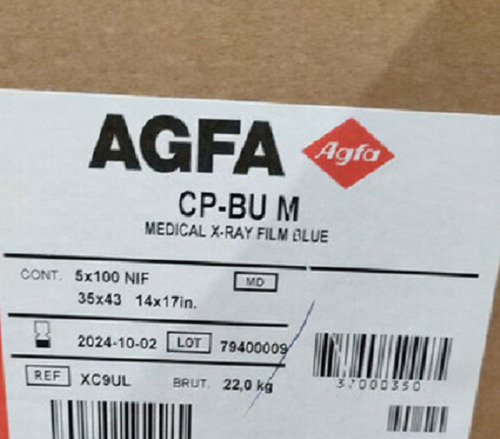 AGFA Agfa
CP-BU M
MEDICAL X-RAY FILM BLUE
CONT. 5x100 NIF MD
35x43 14x17in.
2024-10-02 LOT 79400009
REF XC9UL BRUT. 22,0 kg
37000350